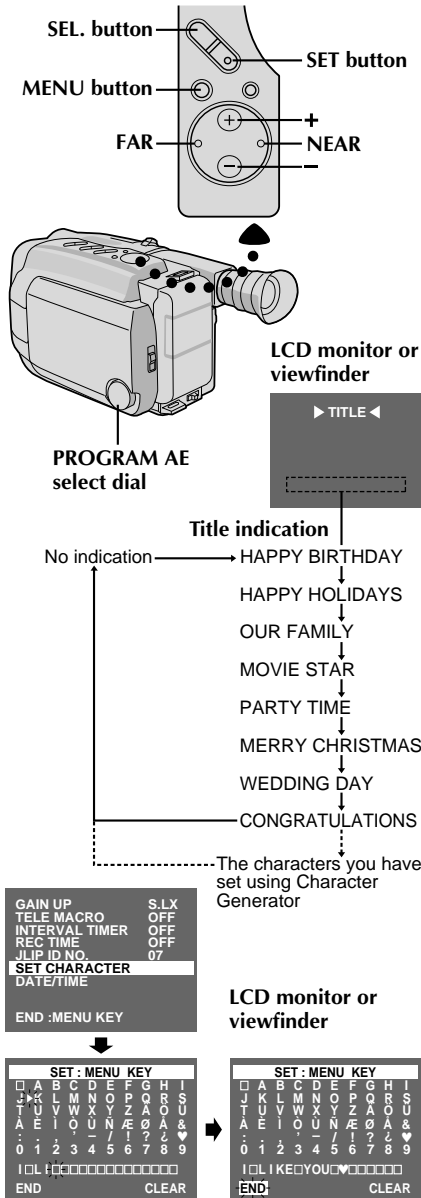 SEL. button
SET button
MENU button
+
FAR
NEAR
–
LCD monitor or
viewfinder
TITLE
PROGRAM AE
select dial
Title indication
No indication
HAPPY BIRTHDAY
HAPPY HOLIDAYS
OUR FAMILY
MOVIE STAR
PARTY TIME
MERRY CHRISTMAS
WEDDING DAY
CONGRATULATIONS
The characters you have
set using Character
Generator
GAIN UP S.LX
TELE MACRO OFF
INTERVAL TIMER OFF
REC TIME OFF
JLIP ID NO. 07
SET CHARACTER
DATE/TIME
END :MENU KEY
LCD monitor or
viewfinder
SET : MENU KEY
□ A B C D E F G H I
J K L M N O P Q R S
T U V W X Y Z Ä Ö Ü
À È Ì Ò Ù Ñ Æ Ø Å &
: . , ' – / ! ? ¿ ♥
0 1 2 3 4 5 6 7 8 9
I□LI□□□□□□□□□□□□□□
END CLEAR
SET : MENU KEY
□ A B C D E F G H I
J K L M N O P Q R S
T U V W X Y Z Ä Ö Ü
À È Ì Ò Ù Ñ Æ Ø Å &
: . , ' – / ! ? ¿ ♥
0 1 2 3 4 5 6 7 8 9
I□LIKE□YOU□♥□□□□□□
END CLEAR